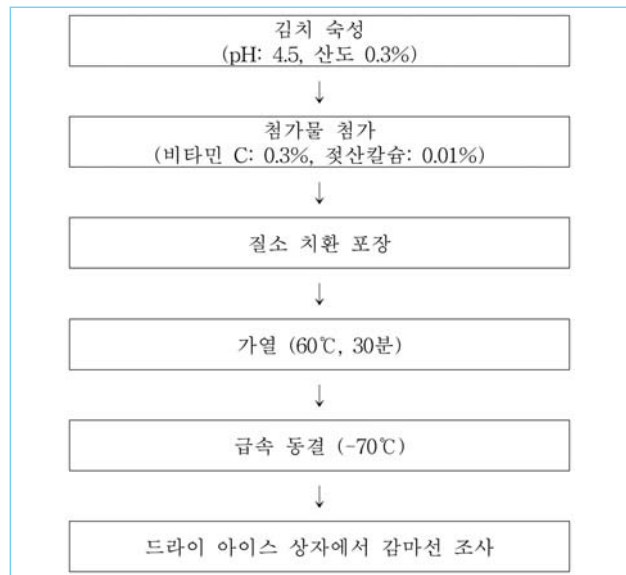 김치 숙성
(pH: 4.5, 산도 0.3%)
↓
첨가물 첨가
(비타민 C: 0.3%, 젖산칼슘: 0.01%)
↓
질소 치환 포장
↓
가열 (60℃, 30분)
↓
급속 동결 (-70℃)
↓
드라이 아이스 상자에서 감마선 조사